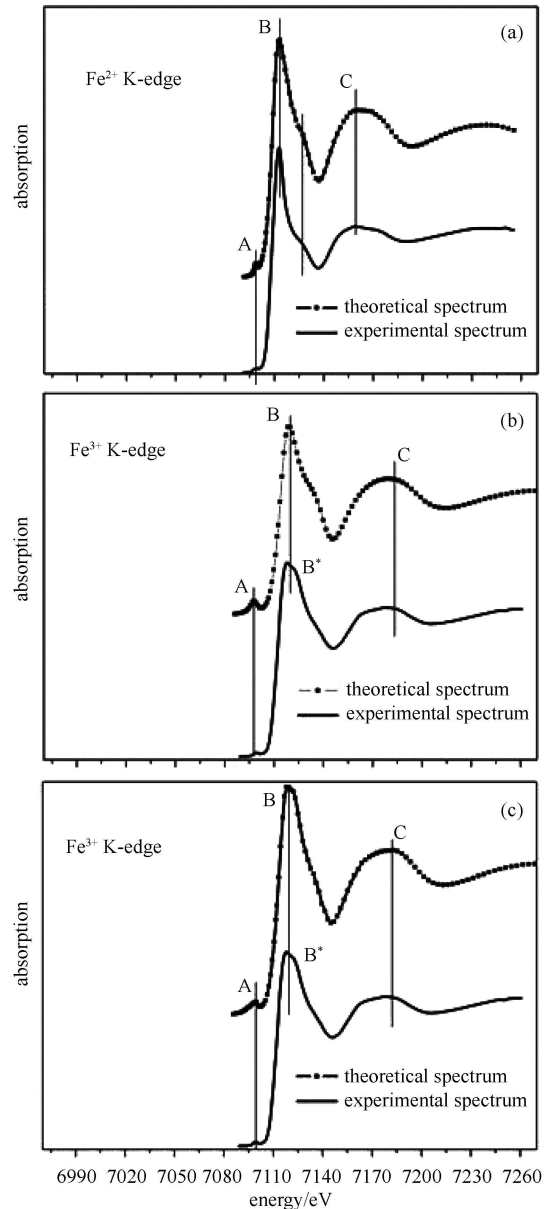 (a)
B
Fe²⁺ K-edge
C
absorption
A
theoretical spectrum
experimental spectrum
(b)
B
Fe³⁺ K-edge
C
absorption
B*
A
theoretical spectrum
experimental spectrum
(c)
B
Fe³⁺ K-edge
C
absorption
B*
A
theoretical spectrum
experimental spectrum
6990 7020 7050 7080 7110 7140 7170 7200 7230 7260
energy/eV